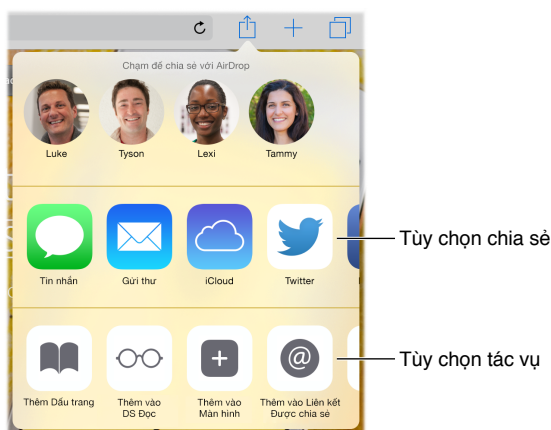 Chạm để chia sẻ với AirDrop
Luke
Tyson
Lexi
Tammy
Tin nhắn
Gửi thư
iCloud
Twitter
Tùy chọn chia sẻ
Thêm Dấu trang
Thêm vào
DS Đọc
Thêm vào
Màn hình
Thêm vào Liên kết
Được chia sẻ
Tùy chọn tác vụ